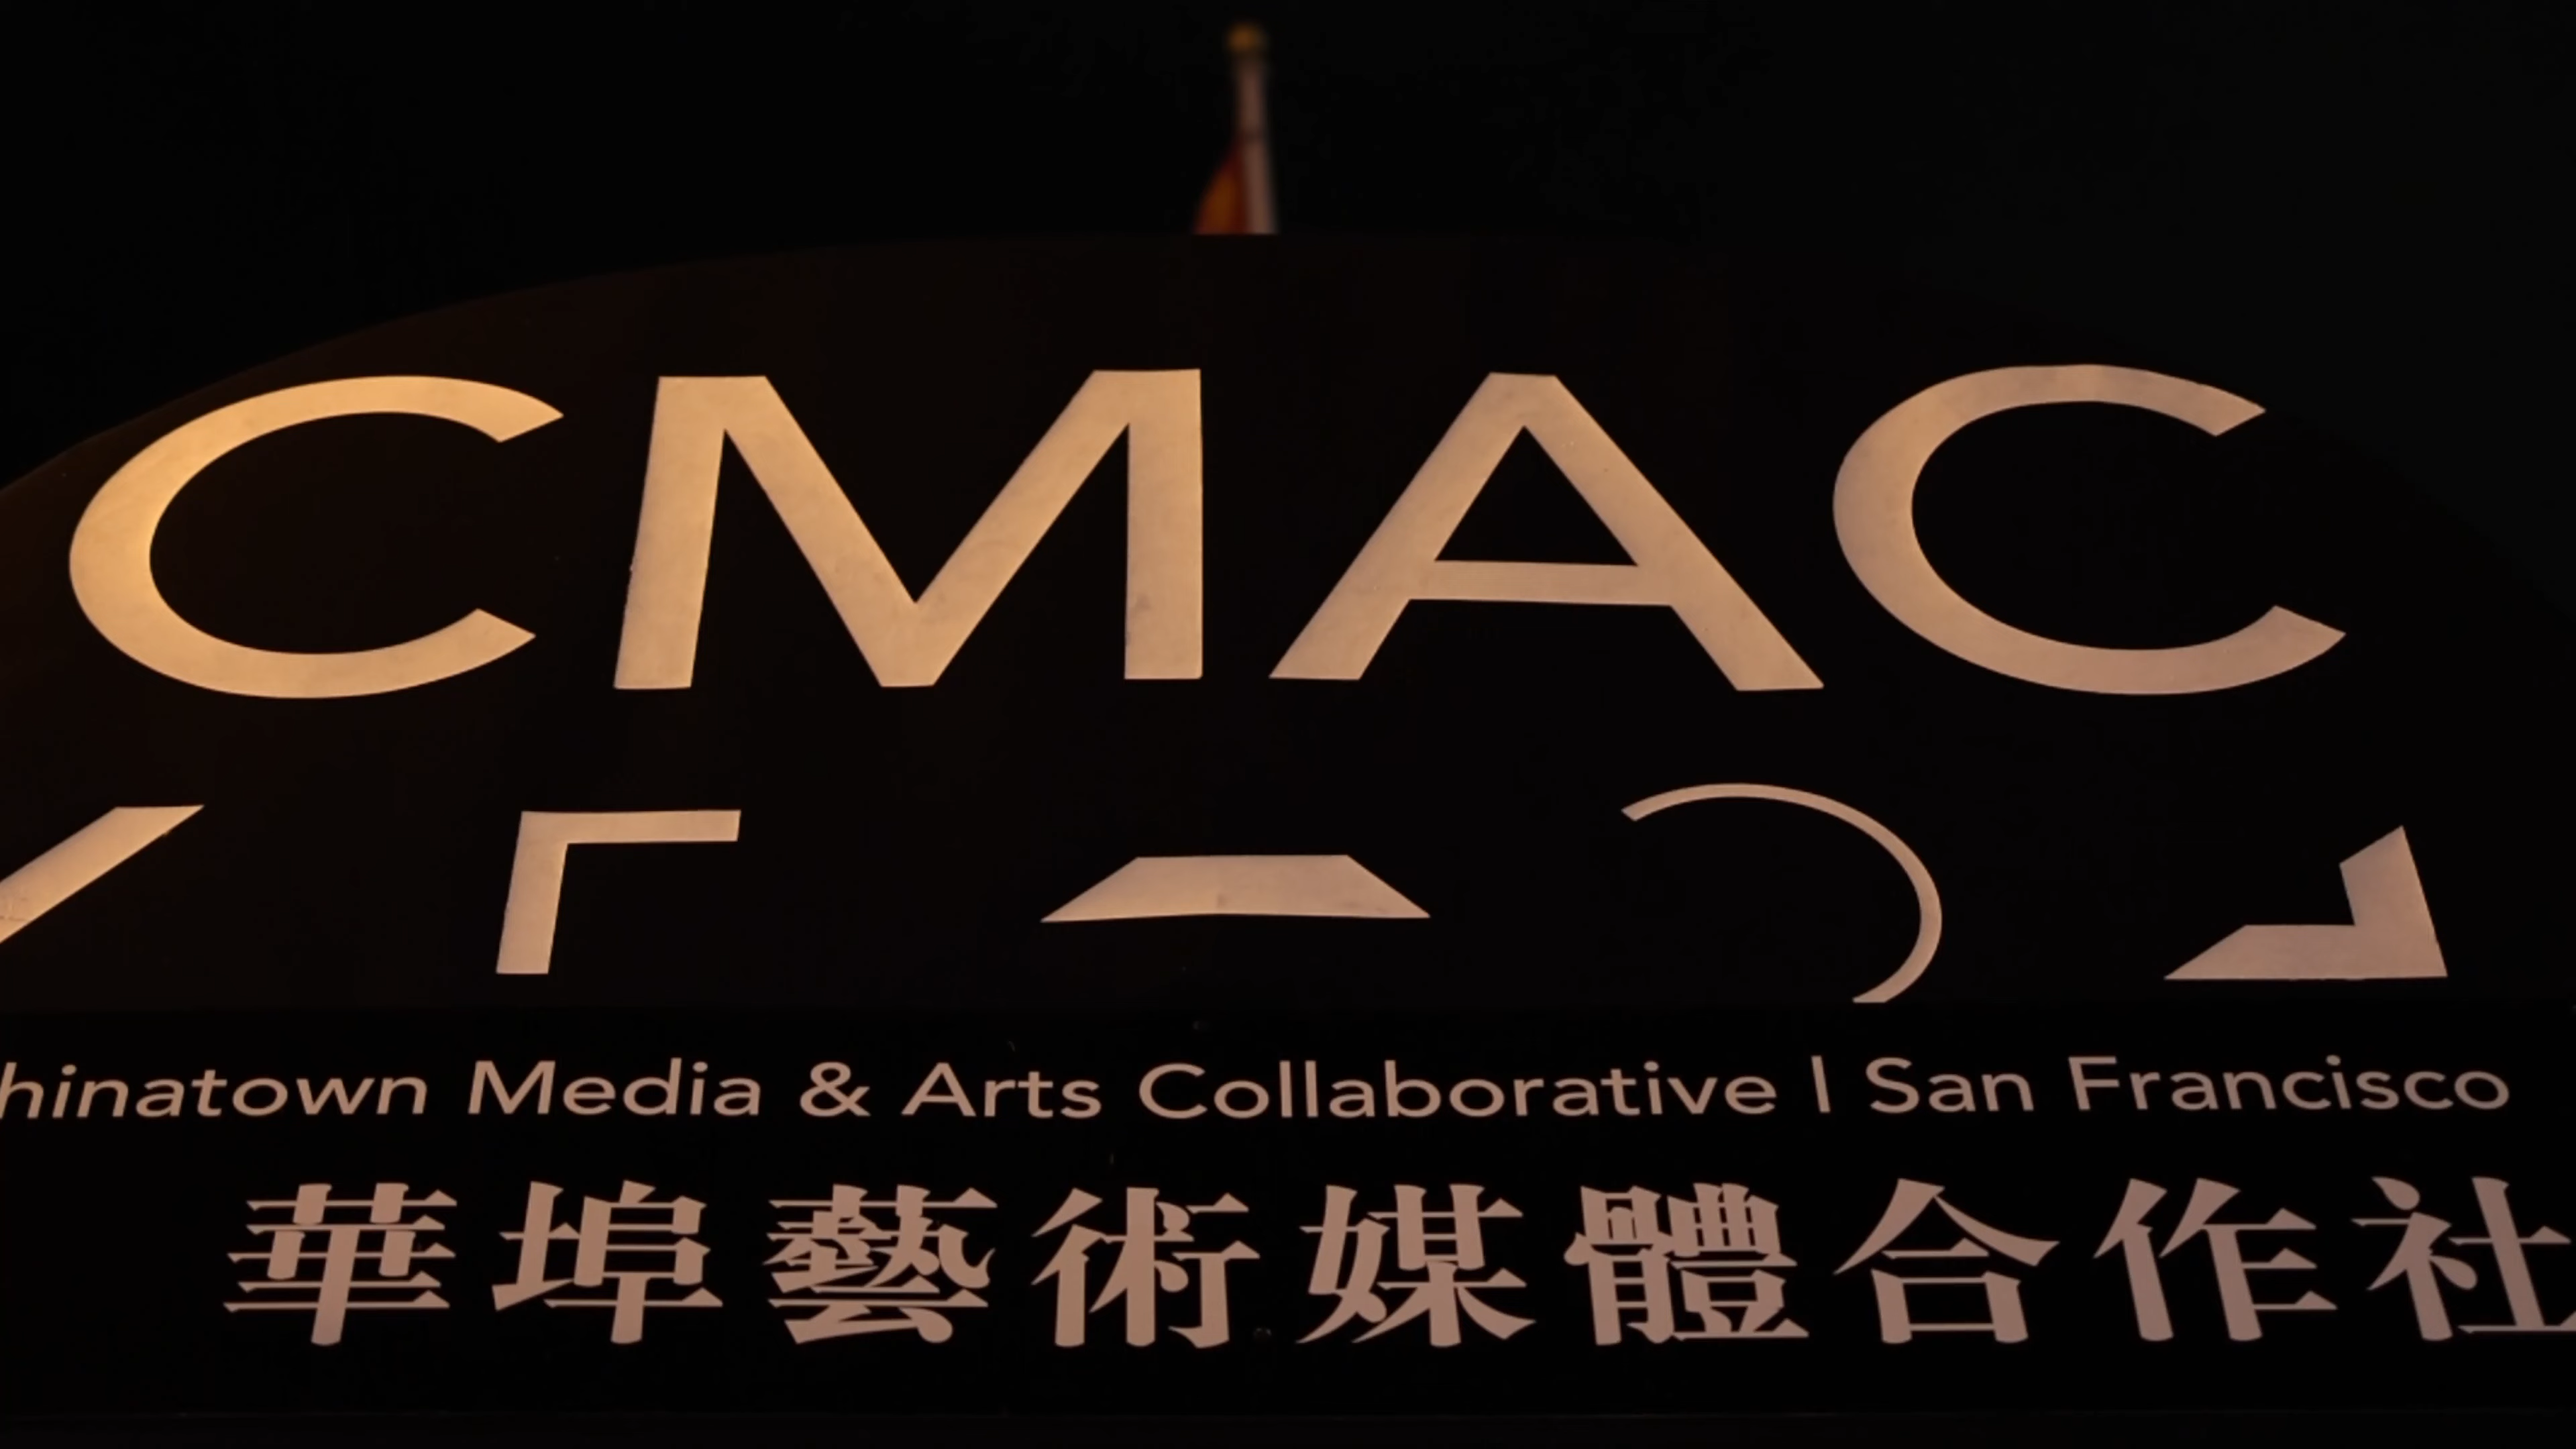 CMAC
hinatown Media & Arts Collaborative | San Francisco
華埠藝術媒體合作社